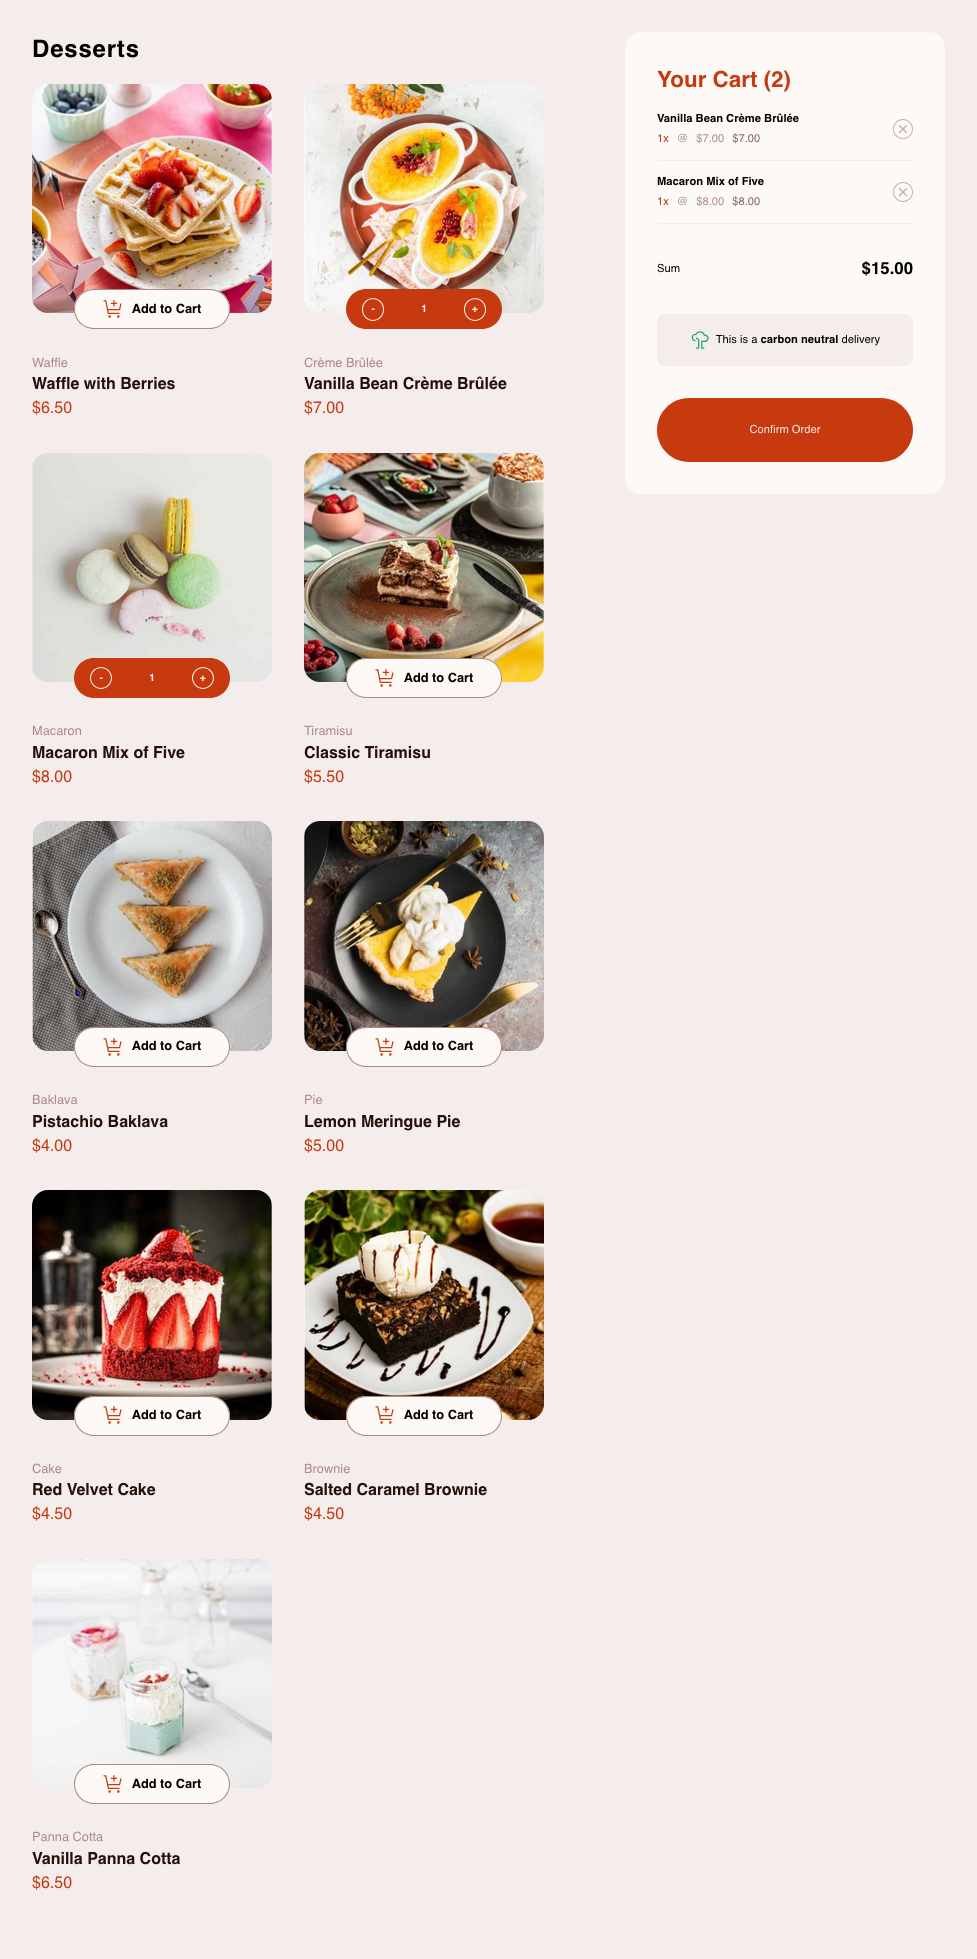 Desserts
Add to Cart
Waffle
Waffle with Berries
$6.50
- 1 +
Crème Brûlée
Vanilla Bean Crème Brûlée
$7.00
- 1 +
Macaron
Macaron Mix of Five
$8.00
Add to Cart
Tiramisu
Classic Tiramisu
$5.50
Add to Cart
Baklava
Pistachio Baklava
$4.00
Add to Cart
Pie
Lemon Meringue Pie
$5.00
Add to Cart
Cake
Red Velvet Cake
$4.50
Add to Cart
Brownie
Salted Caramel Brownie
$4.50
Add to Cart
Panna Cotta
Vanilla Panna Cotta
$6.50
Your Cart (2)
Vanilla Bean Crème Brûlée
1x @ $7.00 $7.00
Macaron Mix of Five
1x @ $8.00 $8.00
Sum $15.00
This is a carbon neutral delivery
Confirm Order